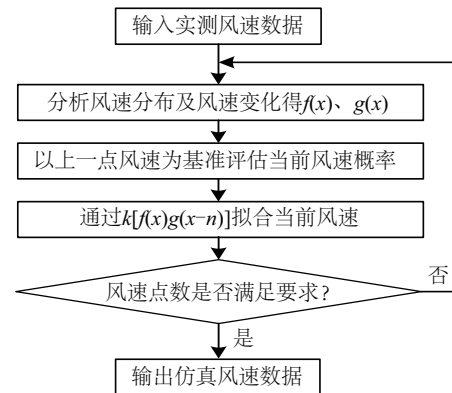 输入实测风速数据
分析风速分布及风速变化得f(x)、g(x)
以上一点风速为基准评估当前风速概率
通过k[f(x)g(x−n)]拟合当前风速
风速点数是否满足要求?
否
是
输出仿真风速数据